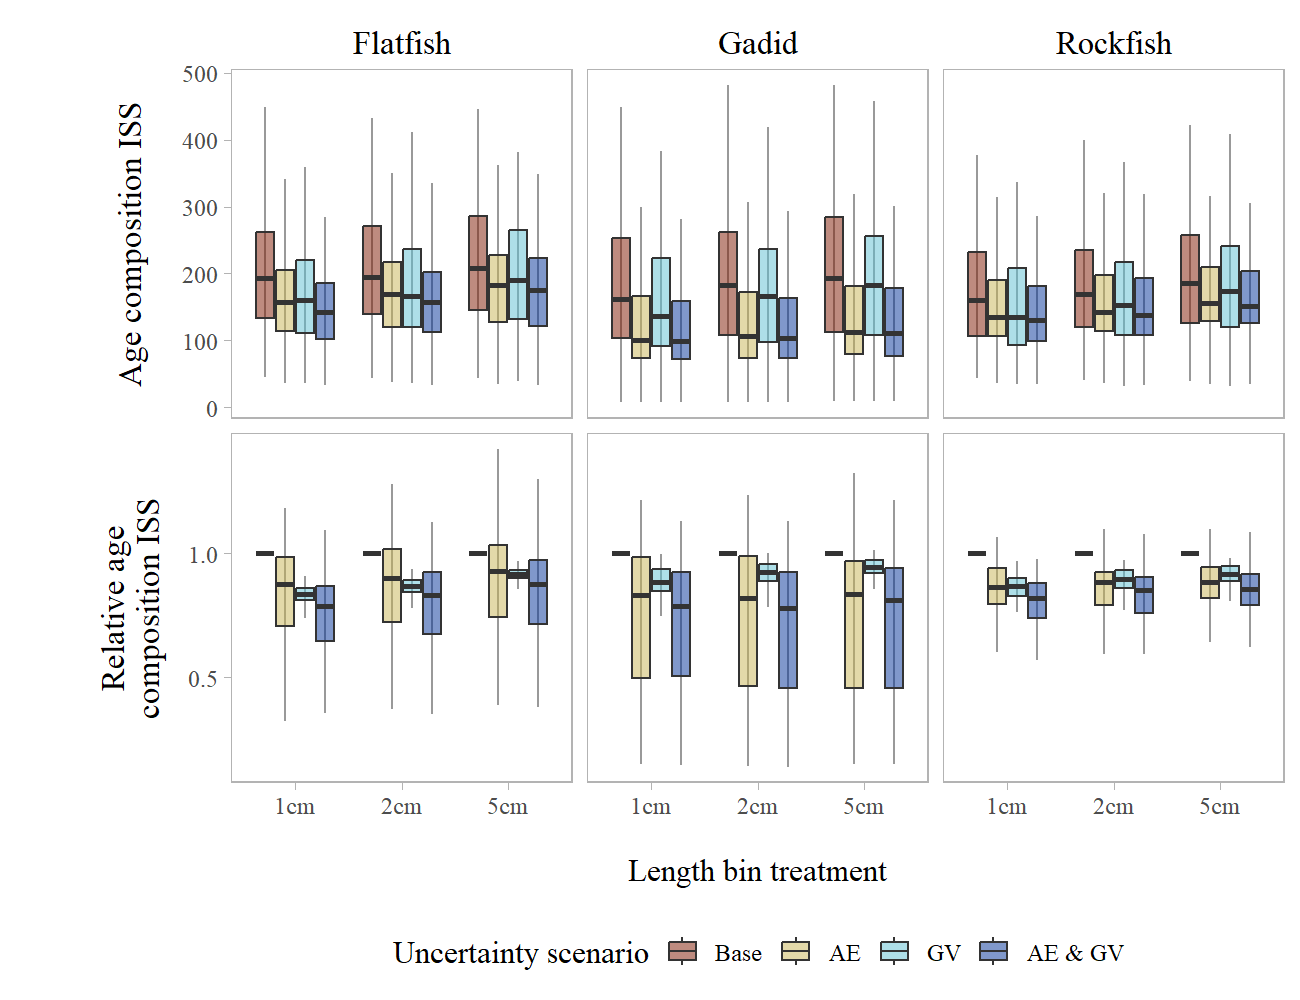 Flatfish Gadid Rockfish
Age composition ISS
500
400
300
200
100
0
Relative age
composition ISS
1.0
0.5
1cm 2cm 5cm 1cm 2cm 5cm 1cm 2cm 5cm
Length bin treatment
Uncertainty scenario Base AE GV AE & GV